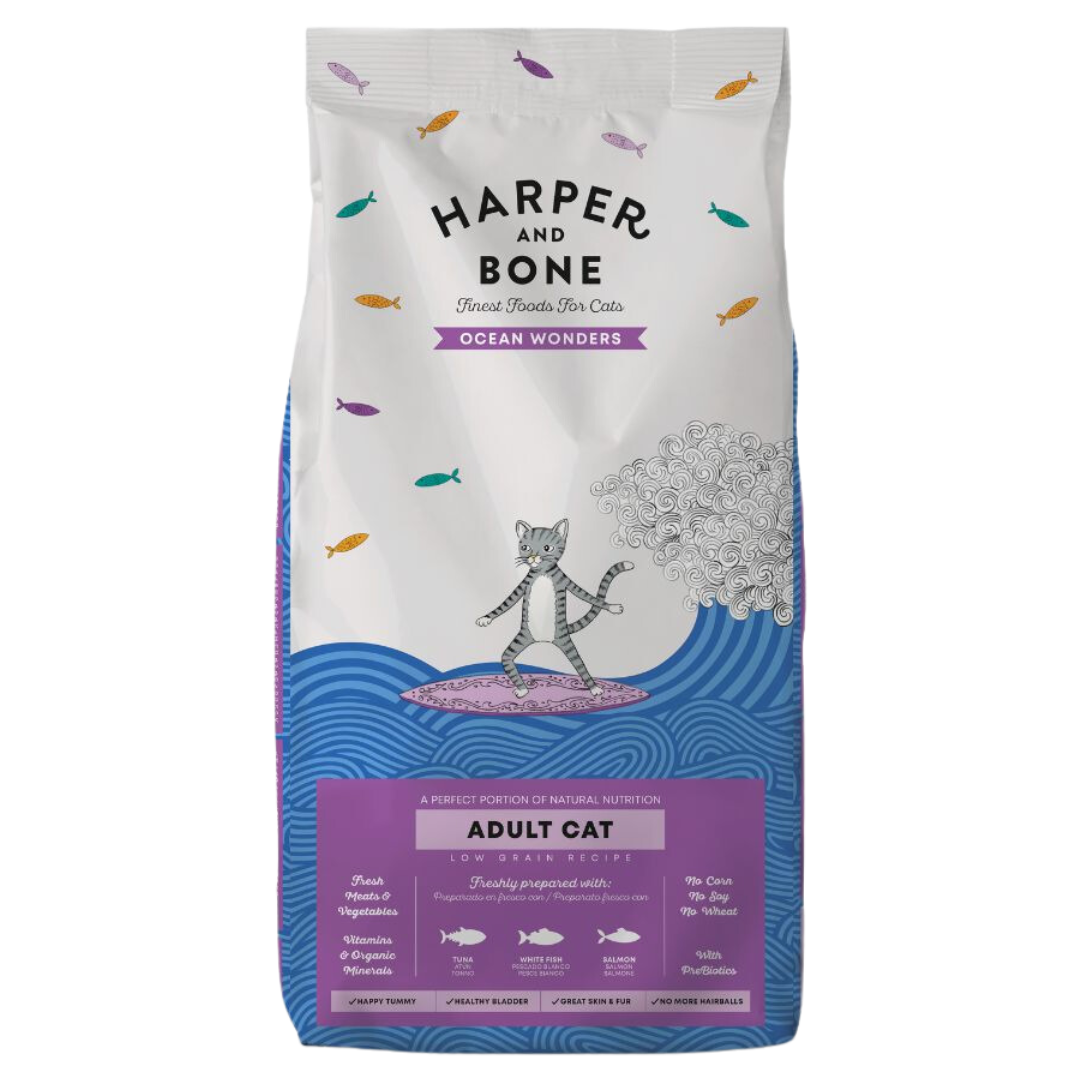 HARPER
AND
BONE
Finest Foods For Cats
OCEAN WONDERS
A PERFECT PORTION OF NATURAL NUTRITION
ADULT CAT
LOW GRAIN RECIPE
Fresh
Meats &
Vegetables
Vitamins
& Organic
Minerals
Freshly prepared with:
Preparado en fresco con / Preparato fresco con
TUNA
ATÚN
TONNO
WHITE FISH
PESCADO BLANCO
PESCE BIANCO
SALMON
SALMÓN
SALMONE
No Corn
No Soy
No Wheat
With
PreBiotics
✓HAPPY TUMMY
✓HEALTHY BLADDER
✓GREAT SKIN & FUR
✓NO MORE HAIRBALLS